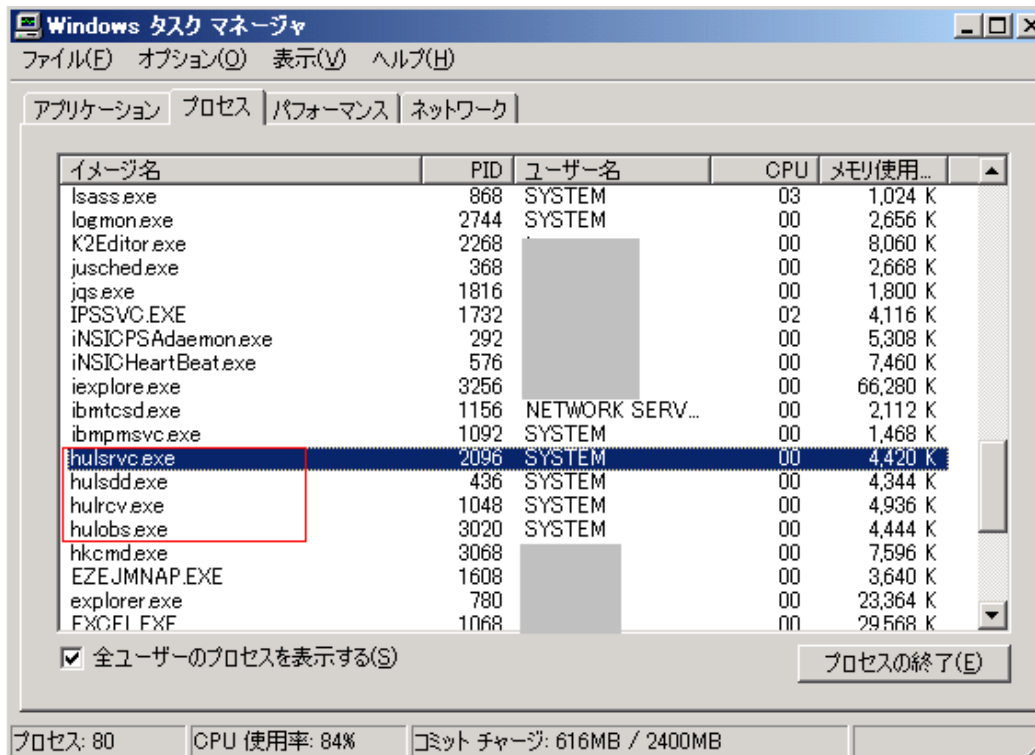 Windows タスク マネージャ
ファイル(F) オプション(O) 表示(V) ヘルプ(H)
アプリケーション プロセス パフォーマンス ネットワーク
イメージ名 PID ユーザー名 CPU メモリ使用...
lsass.exe 868 SYSTEM 03 1,024 K
logmon.exe 2744 SYSTEM 00 2,656 K
K2Editor.exe 2268 00 8,060 K
jusched.exe 368 00 2,668 K
jqs.exe 1816 00 1,800 K
IPSSVC.EXE 1732 02 4,116 K
iNSICPSAdaemon.exe 292 00 5,308 K
iNSICHeartBeat.exe 576 00 7,460 K
iexplore.exe 3256 00 66,280 K
ibmtcsd.exe 1156 NETWORK SERV... 00 2,112 K
ibmpmsvc.exe 1092 SYSTEM 00 1,468 K
hulsrvc.exe 2096 SYSTEM 00 4,420 K
hulsdd.exe 436 SYSTEM 00 4,344 K
hulrcv.exe 1048 SYSTEM 00 4,936 K
hulobs.exe 3020 SYSTEM 00 4,444 K
hkcmd.exe 3068 00 7,596 K
EZEJMNAP.EXE 1608 00 3,640 K
explorer.exe 780 00 23,364 K
EXCEL.EXE 1068 00 29,568 K
全ユーザーのプロセスを表示する(S)
プロセスの終了(E)
プロセス: 80 CPU 使用率: 84% コミット チャージ: 616MB / 2400MB